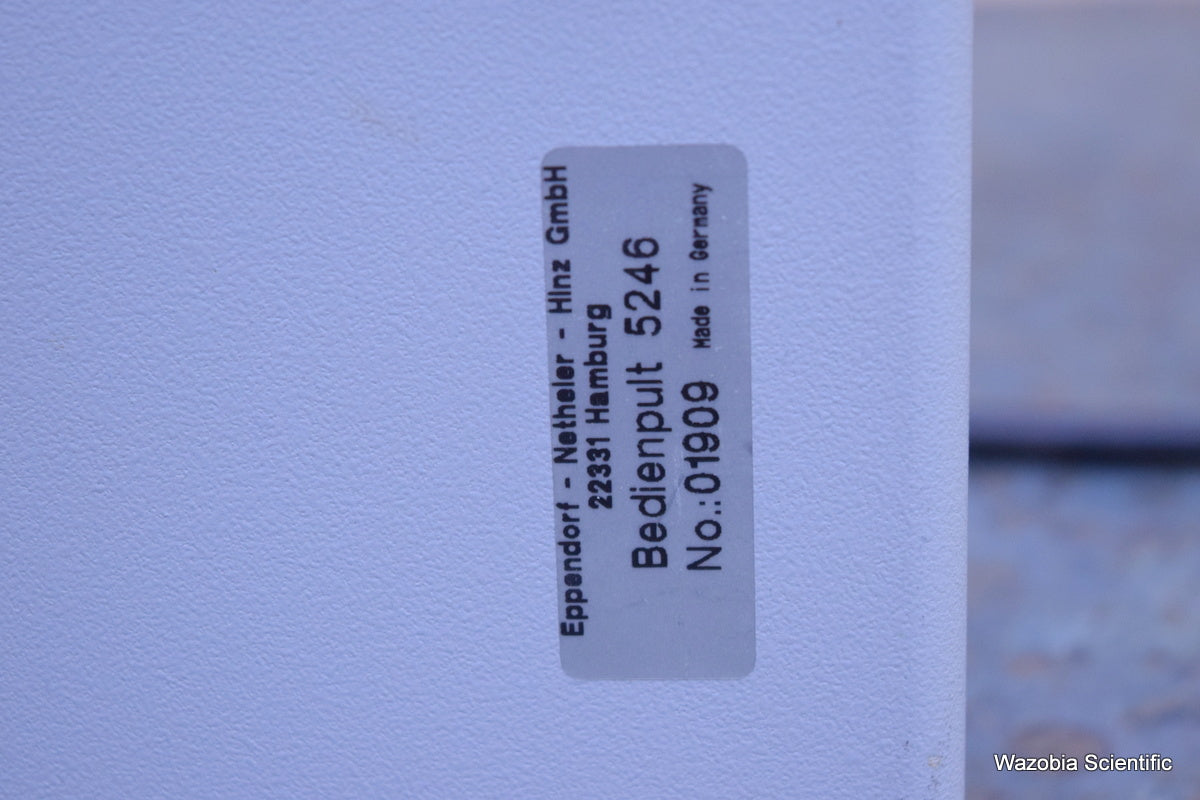 Eppendorf - Netheler - Hinz GmbH
22331 Hamburg
Bedienpult 5246
No.:01909 Made in Germany
Wazobia Scientific